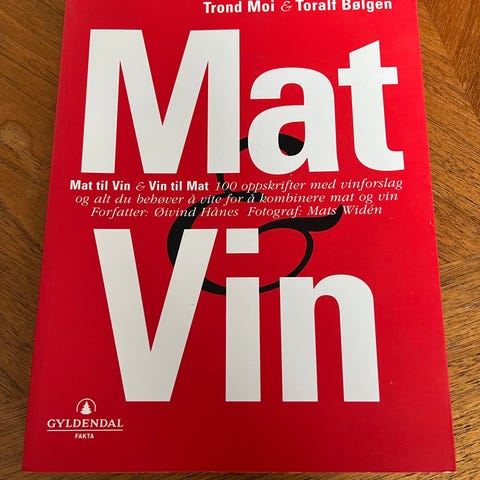 Trond Moi & Toralf Bølgen
Mat
&
Mat til Vin & Vin til Mat 100 oppskrifter med vinforslag
og alt du behøver å vite for å kombinere mat og vin
Forfatter: Øivind Hånes Fotograf: Mats Widén
Vin
GYLDENDAL
FAKTA